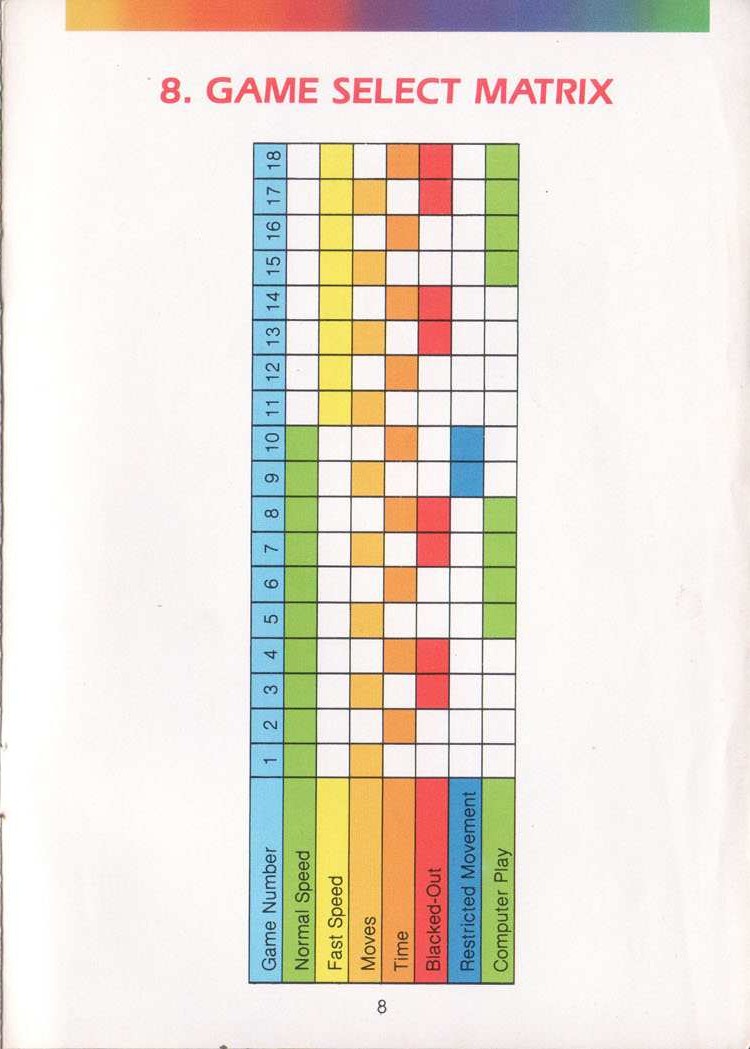 8. GAME SELECT MATRIX
Game Number 1 2 3 4 5 6 7 8 9 10 11 12 13 14 15 16 17 18
Normal Speed
Fast Speed
Moves
Time
Blacked-Out
Restricted Movement
Computer Play
8